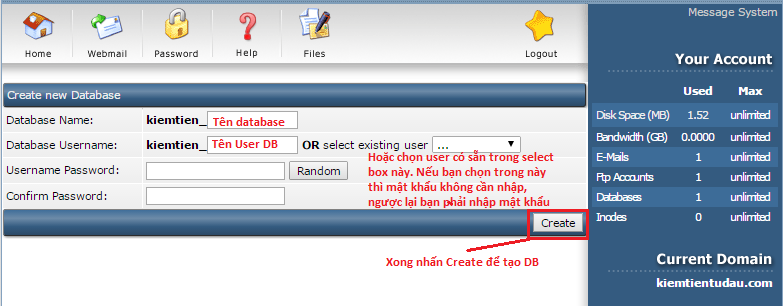 Message System
Home
Webmail
Password
Help
Files
Logout
Your Account
Used Max
Disk Space (MB) 1.52 unlimited
Bandwidth (GB) 0.0000 unlimited
E-Mails 1 unlimited
Ftp Accounts 1 unlimited
Databases 1 unlimited
Inodes 0 unlimited
Current Domain
kiemtientudau.com
Create new Database
Database Name: kiemtien_ Tên database
Database Username: kiemtien_ Tên User DB OR select existing user ...
Username Password: Random
Confirm Password:
Hoặc chọn user có sẵn trong select
box này. Nếu bạn chọn trong này
thì mật khẩu không cần nhập,
ngược lại bạn phải nhập mật khẩu
Create
Xong nhấn Create để tạo DB